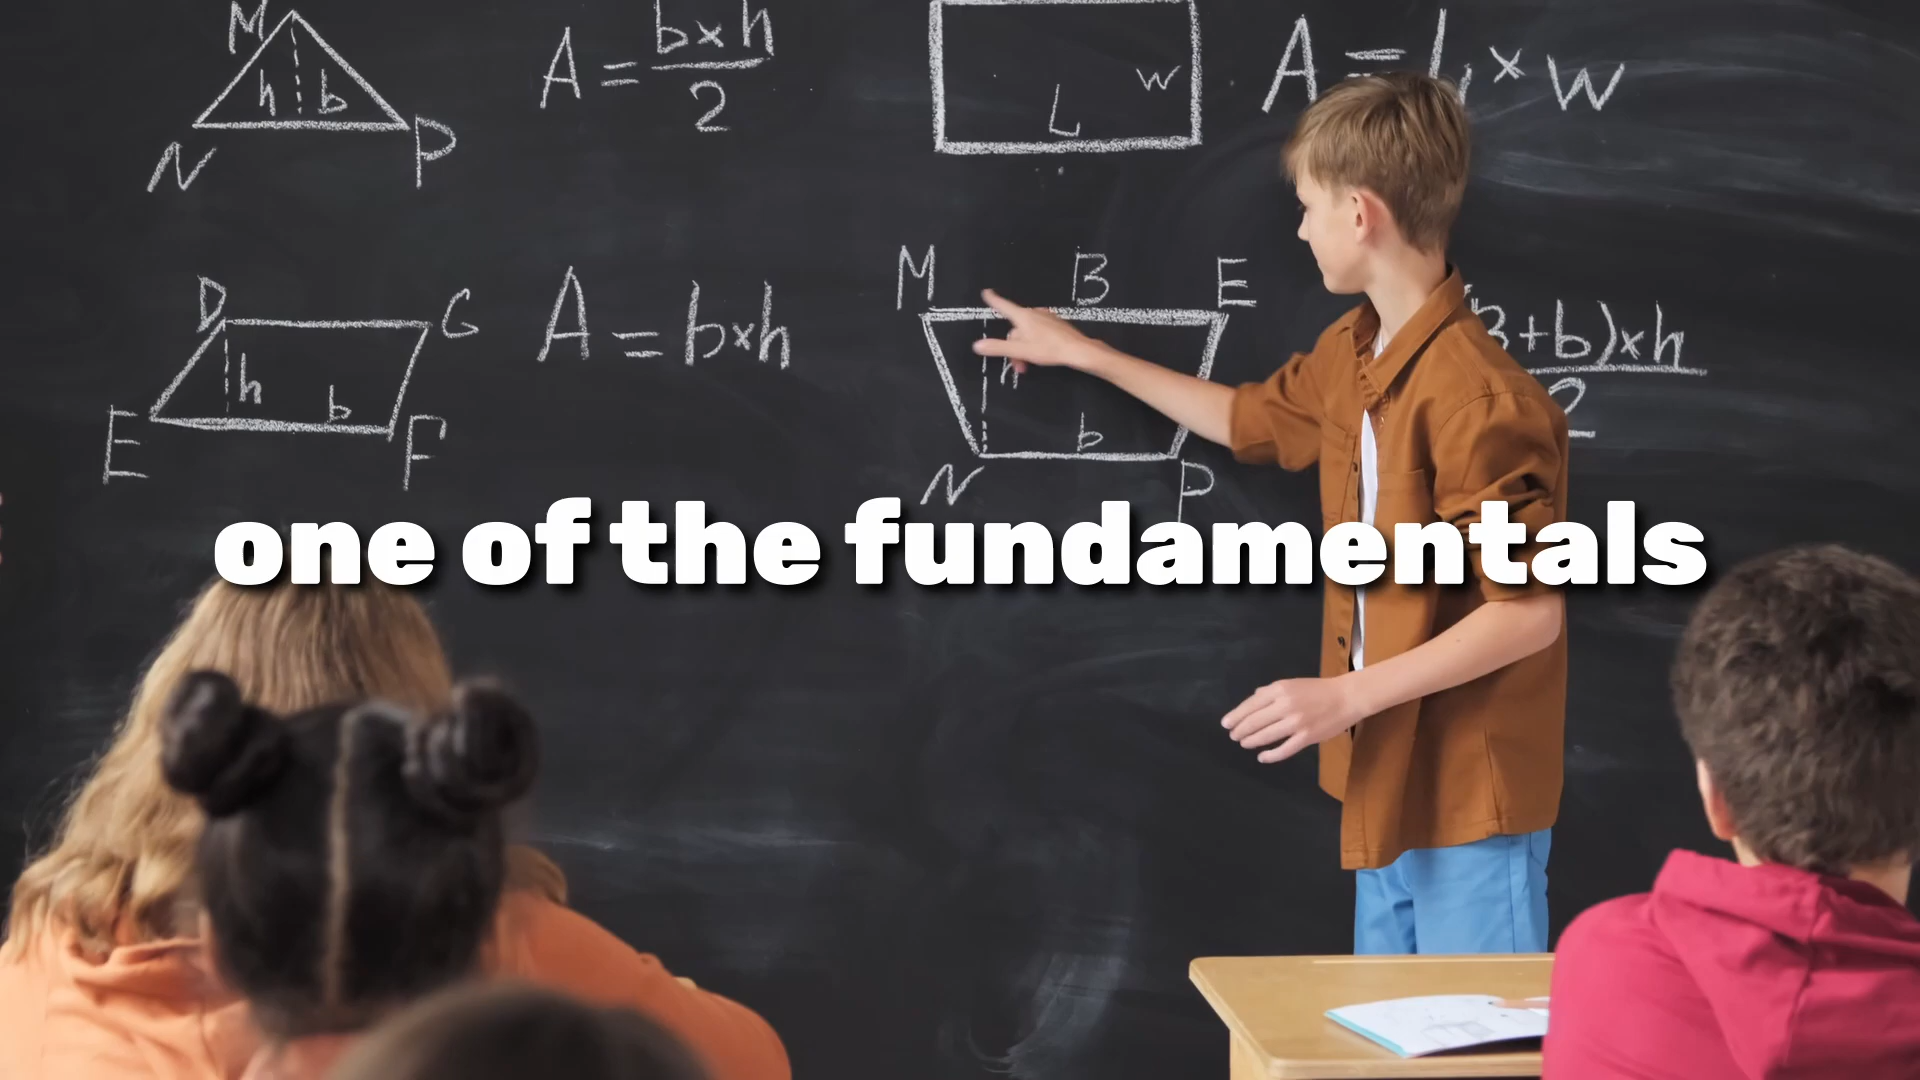 M
h b
N P
A = b×h
2
W
L
A = L × W
D G
h b
E F
A = b×h
M B E
h
b
N P
B+b)×h
2
one of the fundamentals